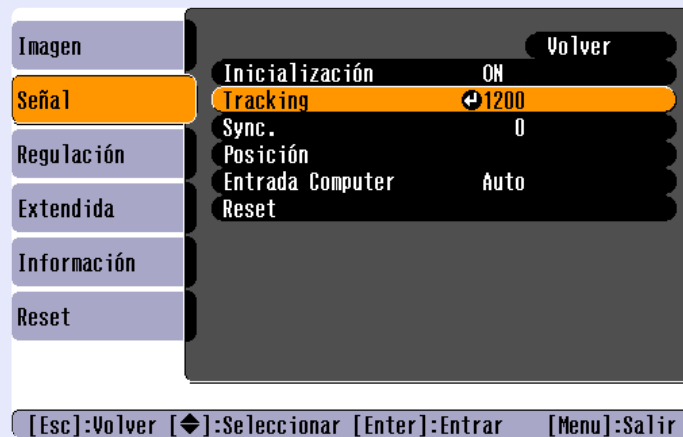 Imagen
Señal
Regulación
Extendida
Información
Reset
Volver
Inicialización ON
Tracking 1200
Sync. 0
Posición
Entrada Computer Auto
Reset
[Esc]:Volver [◆]:Seleccionar [Enter]:Entrar [Menu]:Salir